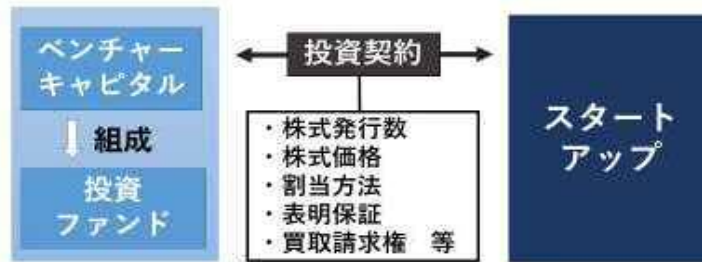 ベンチャー
キャピタル
組成
投資
ファンド
投資契約
・株式発行数
・株式価格
・割当方法
・表明保証
・買取請求権　等
スタート
アップ